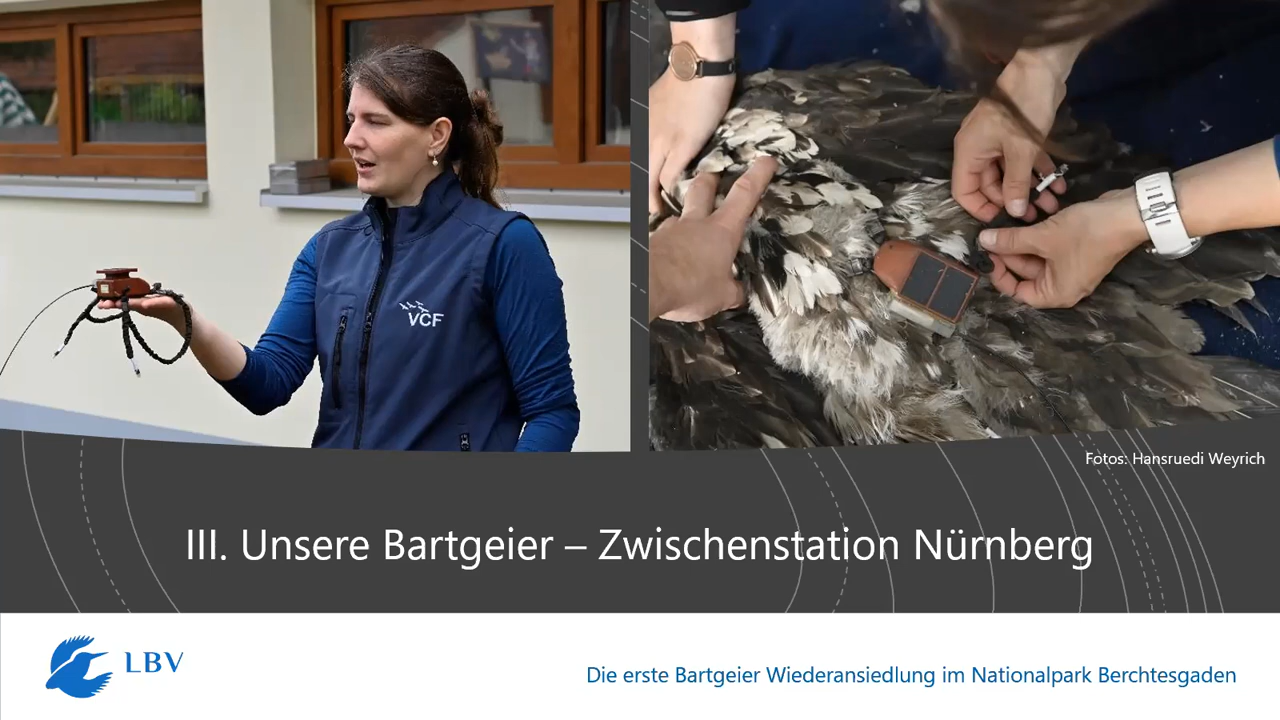 VCF
Fotos: Hansruedi Weyrich
III. Unsere Bartgeier – Zwischenstation Nürnberg
LBV
Die erste Bartgeier Wiederansiedlung im Nationalpark Berchtesgaden